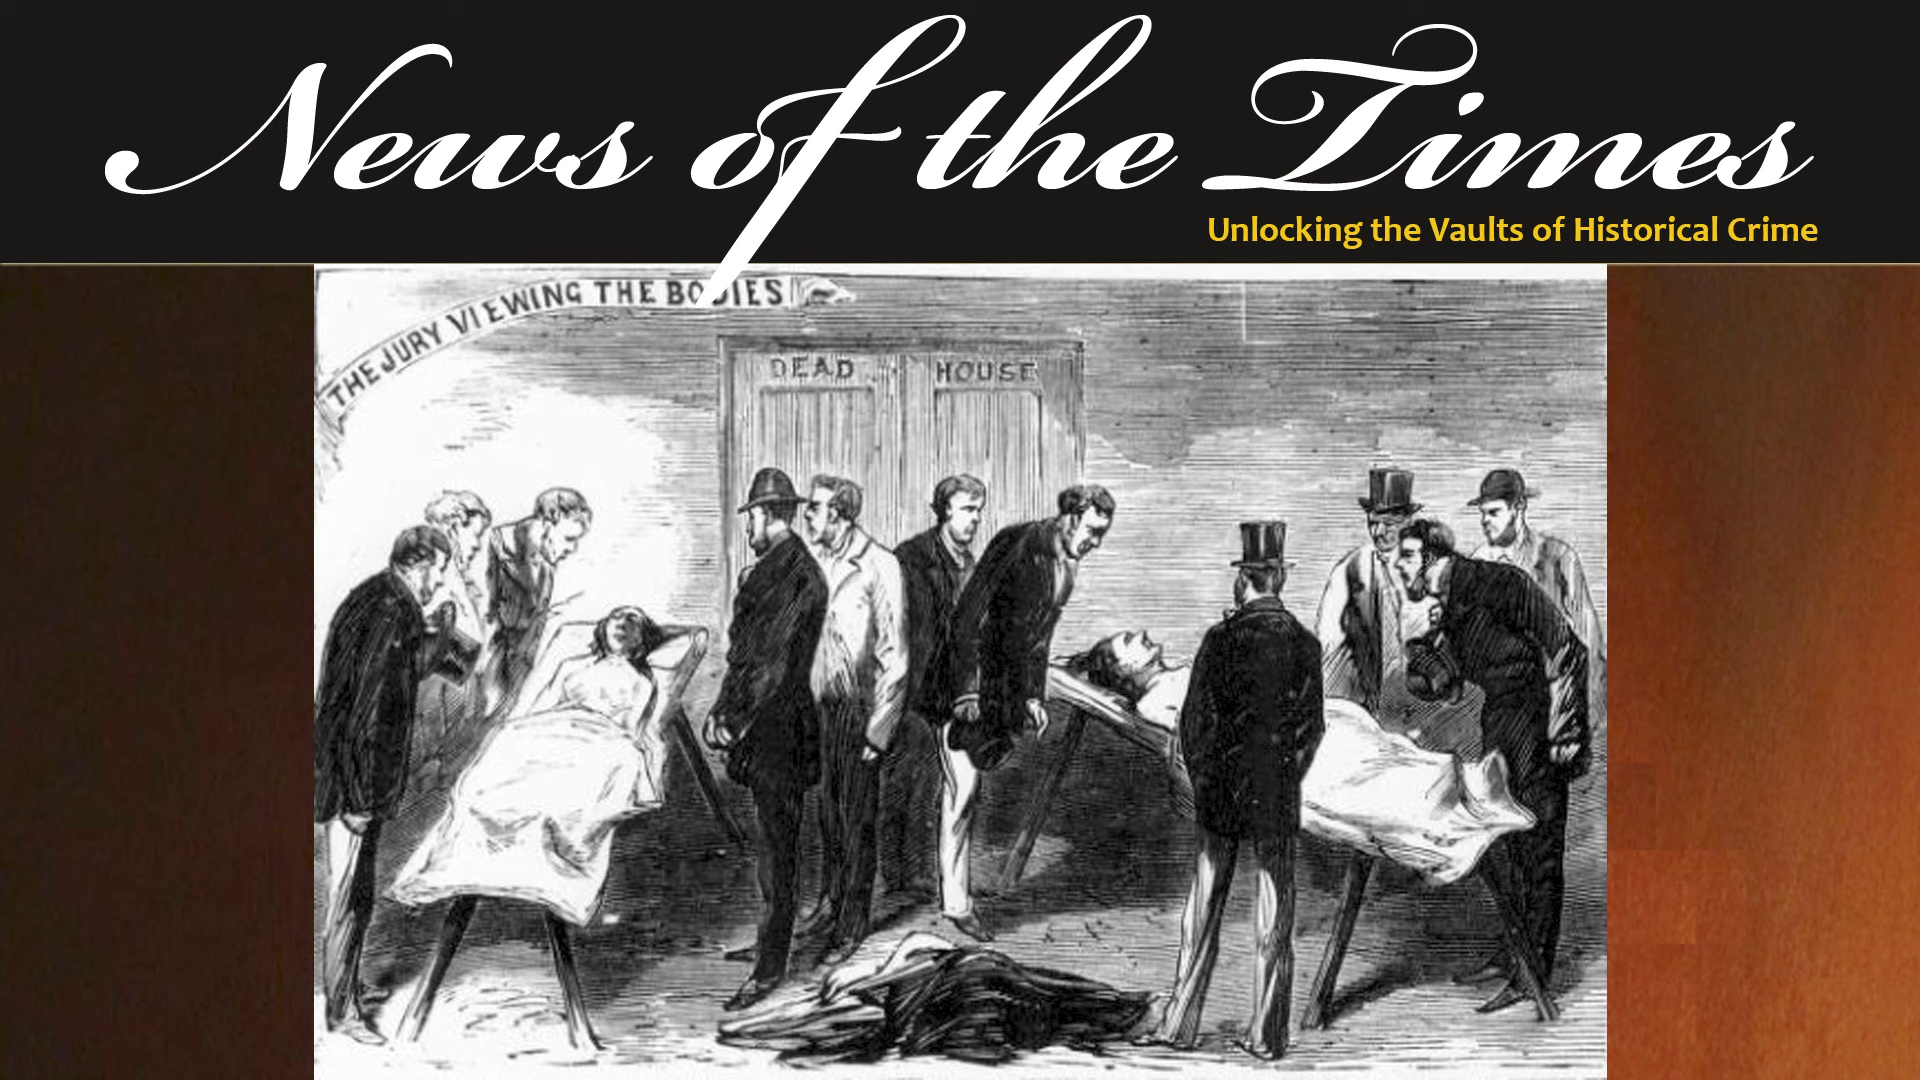 News of the Times
Unlocking the Vaults of Historical Crime
THE JURY VIEWING THE BODIES
DEAD HOUSE